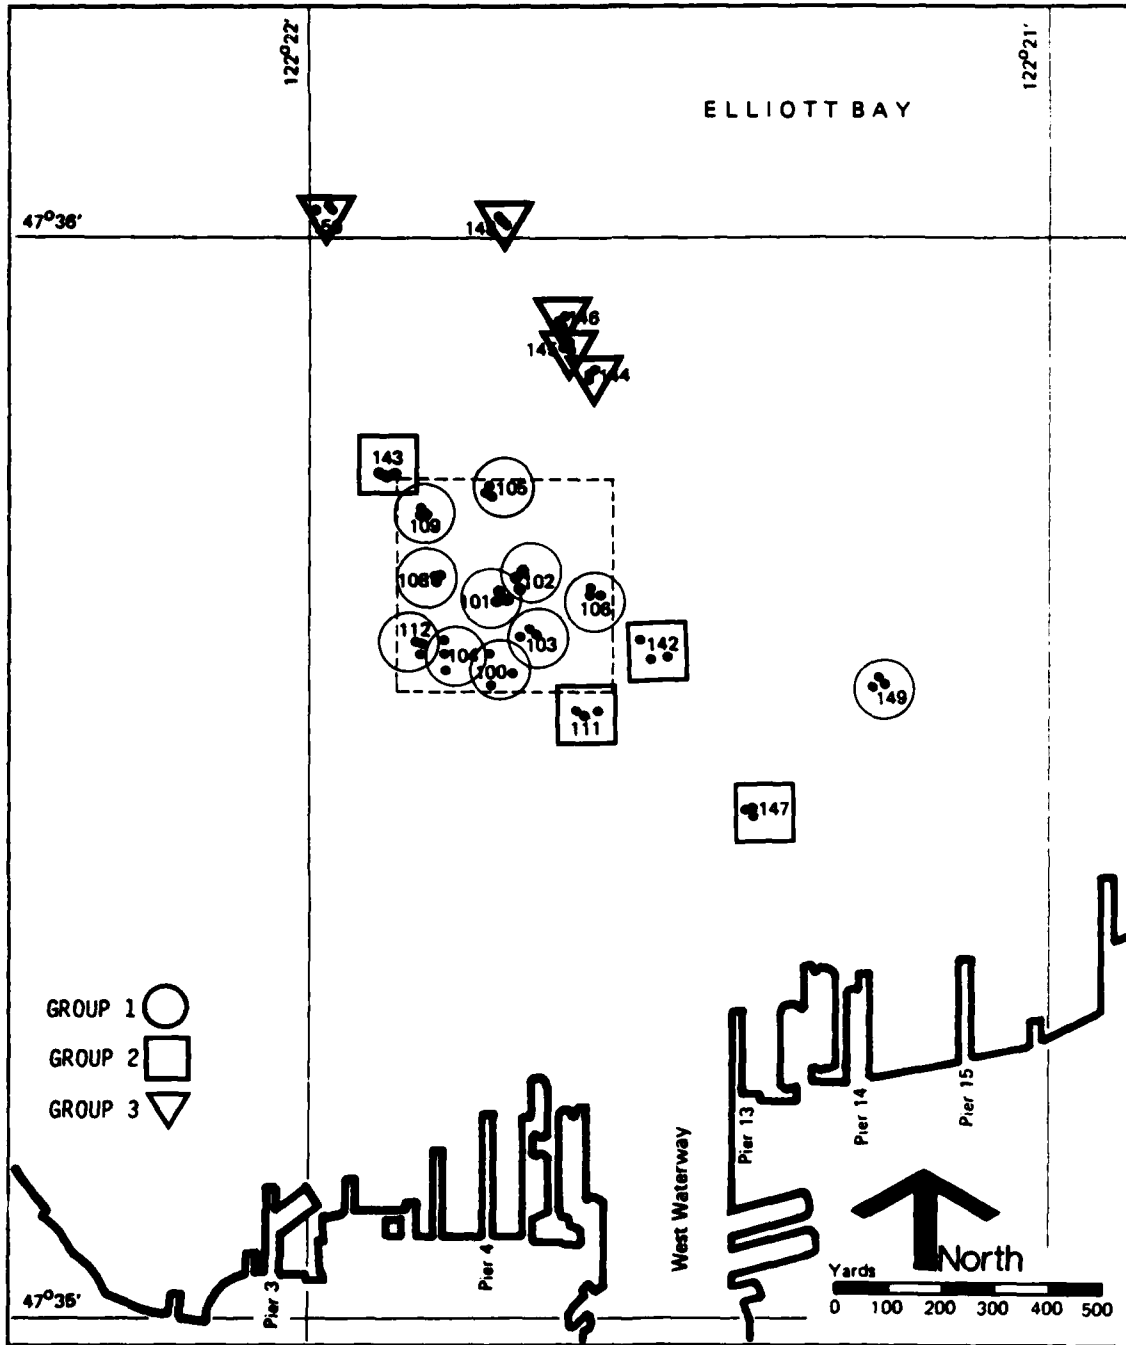 122°22'
122°21'
ELLIOTT BAY
47°36'
146
144
143
105
109
108
102
101
106
112
104
103
100
142
149
111
147
GROUP 1
GROUP 2
GROUP 3
Pier 13
Pier 14
Pier 15
West Waterway
Pier 4
Pier 3
North
Yards
0 100 200 300 400 500
47°35'